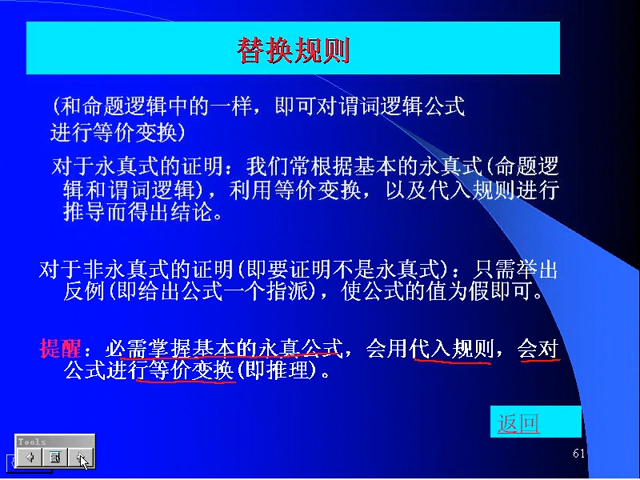 替换规则
(和命题逻辑中的一样，即可对谓词逻辑公式
进行等价变换)
对于永真式的证明：我们常根据基本的永真式(命题逻
辑和谓词逻辑)，利用等价变换，以及代入规则进行
推导而得出结论。
对于非永真式的证明(即要证明不是永真式)：只需举出
反例(即给出公式一个指派)，使公式的值为假即可。
提醒：必需掌握基本的永真公式，会用代入规则，会对
公式进行等价变换(即推理)。
返回
Tools
61